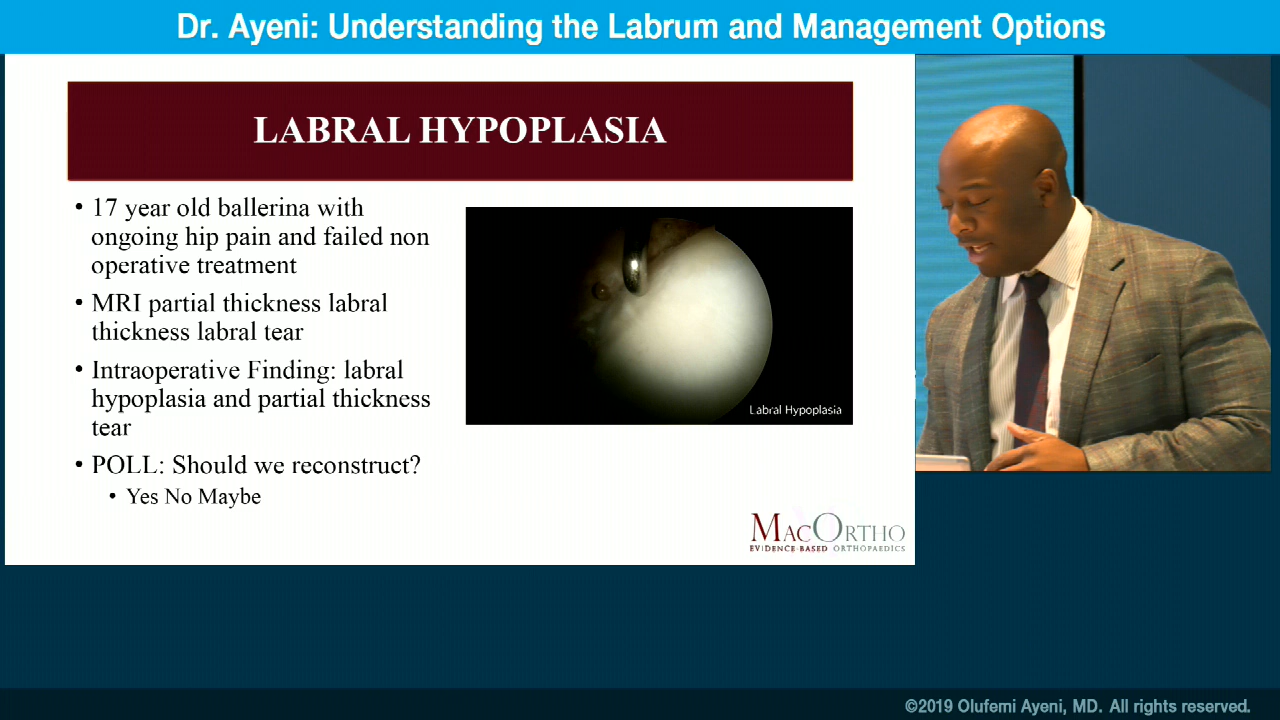 Dr. Ayeni: Understanding the Labrum and Management Options
LABRAL HYPOPLASIA
• 17 year old ballerina with
ongoing hip pain and failed non
operative treatment
• MRI partial thickness labral
thickness labral tear
• Intraoperative Finding: labral
hypoplasia and partial thickness
tear
• POLL: Should we reconstruct?
• Yes No Maybe
Labral Hypoplasia
MACORTHO
EVIDENCE-BASED ORTHOPAEDICS
©2019 Olufemi Ayeni, MD. All rights reserved.